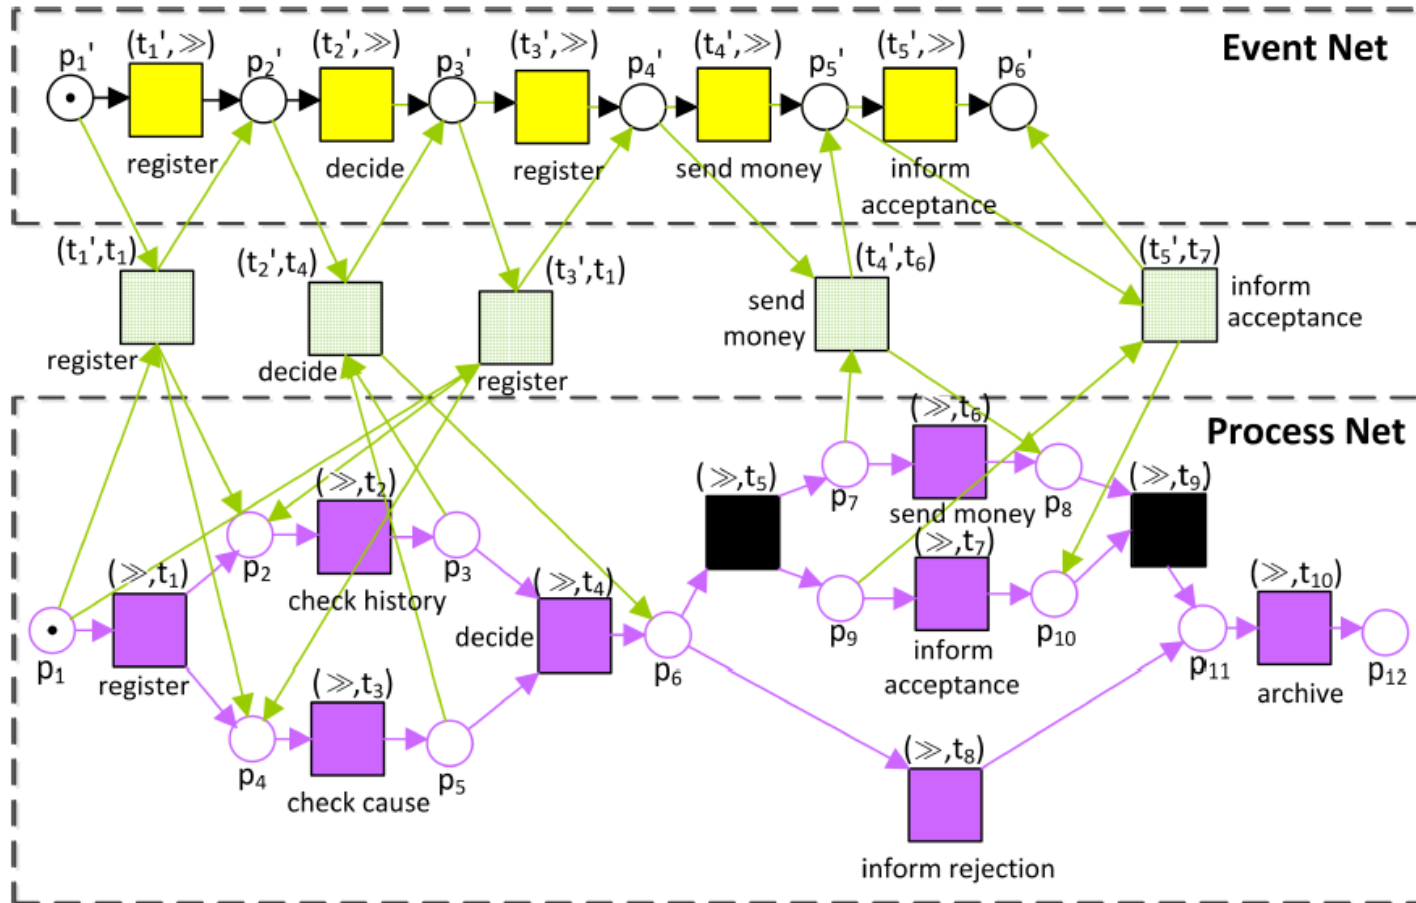 Event Net
p1' (t1',≫) p2' (t2',≫) p3' (t3',≫) p4' (t4',≫) p5' (t5',≫) p6'
register decide register send money inform
acceptance
(t1',t1) (t2',t4) (t3',t1) (t4',t6) (t5',t7)
register decide register
send
money
inform
acceptance
Process Net
(≫,t6)
send money
(≫,t2)
check history
(≫,t5)
p7
p8
(≫,t9)
(≫,t7)
inform
acceptance
(≫,t1)
register
p1
p2
p3
(≫,t4)
decide
p6
p9
p10
(≫,t10)
archive
p11
p12
(≫,t3)
check cause
p4
p5
(≫,t8)
inform rejection